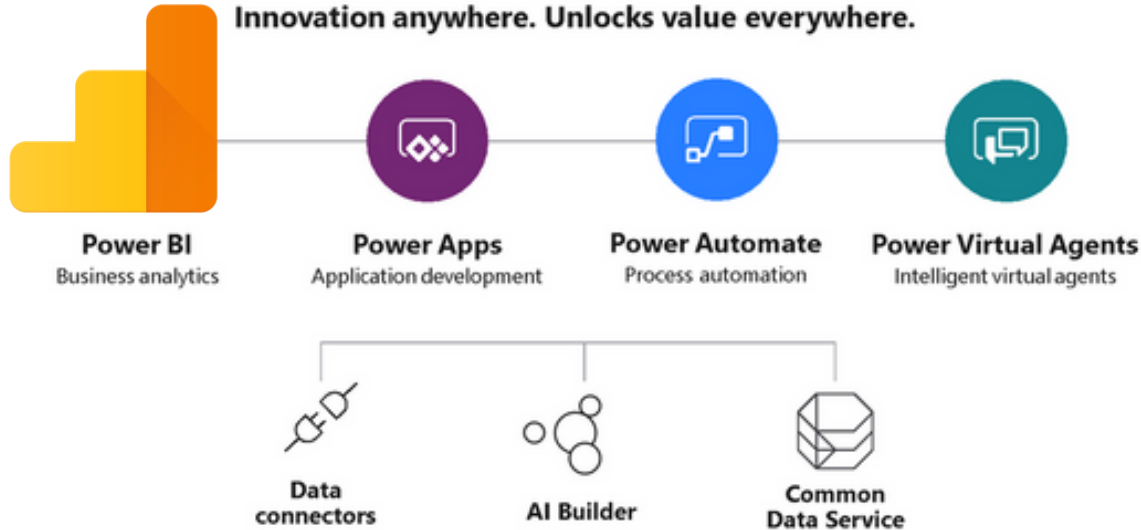 Innovation anywhere. Unlocks value everywhere.
Power BI
Business analytics
Power Apps
Application development
Power Automate
Process automation
Power Virtual Agents
Intelligent virtual agents
Data
connectors
AI Builder
Common
Data Service